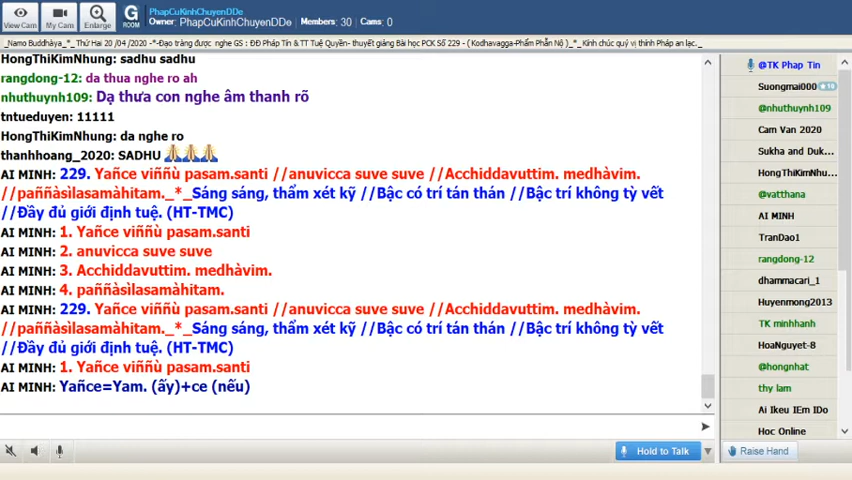 View Cam
My Cam
Enlarge
G
ROOM
PhapCuKinhChuyenDDe
Owner: PhapCuKinhChuyenDDe Members: 30 Cams: 0
_Namo Buddhàya_*_ Thứ Hai 20 /04 /2020 -*-Đạo tràng được nghe GS : ĐĐ Pháp Tín & TT Tuệ Quyền- thuyết giảng Bài học PCK Số 229 - ( Kodhavagga-Phẩm Phẫn Nộ )_*_ Kính chúc quý vị thính Pháp an lạc._
HongThiKimNhung: sadhu sadhu
rangdong-12: da thua nghe ro ah
nhuthuynh109: Dạ thưa con nghe âm thanh rõ
tntueduyen: 11111
HongThiKimNhung: da nghe ro
thanhhoang_2020: SADHU
AI MINH: 229. Yañce viññù pasam.santi //anuvicca suve suve //Acchiddavuttim. medhàvim.
//paññàsìlasamàhitam._*_Sáng sáng, thẩm xét kỹ //Bậc có trí tán thán //Bậc trí không tỳ vết
//Đầy đủ giới định tuệ. (HT-TMC)
AI MINH: 1. Yañce viññù pasam.santi
AI MINH: 2. anuvicca suve suve
AI MINH: 3. Acchiddavuttim. medhàvim.
AI MINH: 4. paññàsìlasamàhitam.
AI MINH: 229. Yañce viññù pasam.santi //anuvicca suve suve //Acchiddavuttim. medhàvim.
//paññàsìlasamàhitam._*_Sáng sáng, thẩm xét kỹ //Bậc có trí tán thán //Bậc trí không tỳ vết
//Đầy đủ giới định tuệ. (HT-TMC)
AI MINH: 1. Yañce viññù pasam.santi
AI MINH: Yañce=Yam. (ấy)+ce (nếu)
Hold to Talk
@TK Phap Tin
Suongmai000
@nhuthuynh109
Cam Van 2020
Sukha and Duk...
HongThiKimNhu...
@vatthana
AI MINH
TranDao1
rangdong-12
dhammacari_1
Huyenmong2013
TK minhhanh
HoaNguyet-8
@hongnhat
thy lam
Ai Ikeu IEm IDo
Hoc Online
Raise Hand